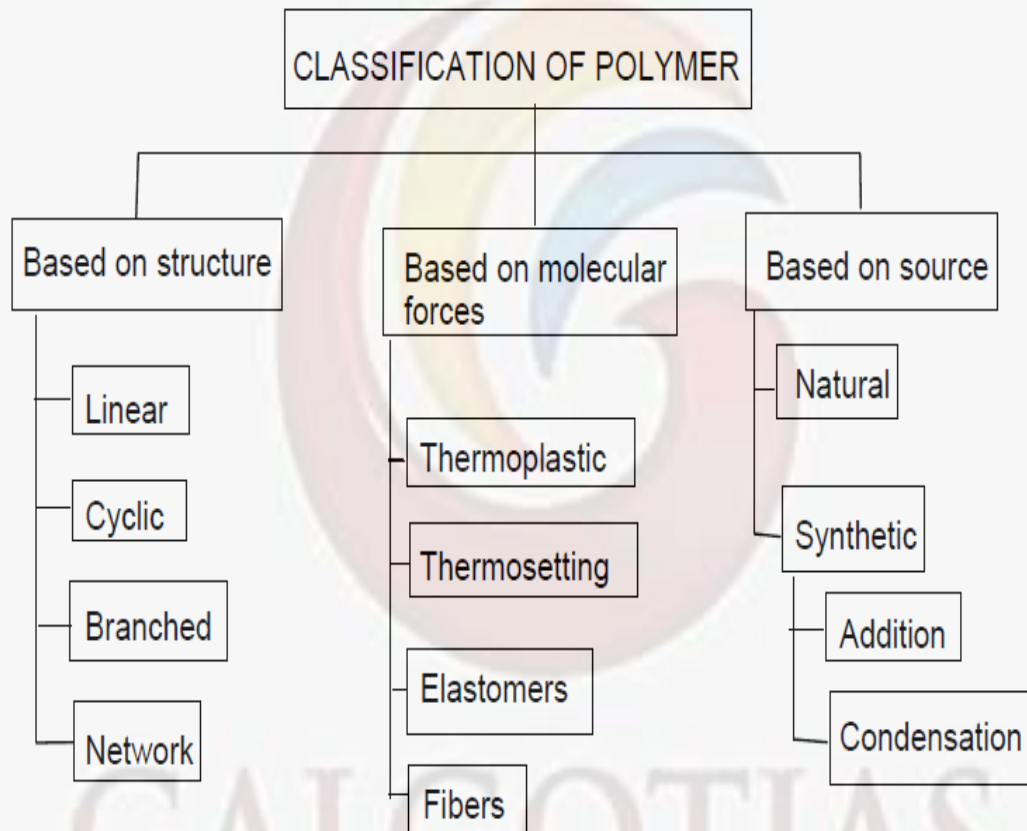 CLASSIFICATION OF POLYMER
Based on structure
Linear
Cyclic
Branched
Network
Based on molecular
forces
Thermoplastic
Thermosetting
Elastomers
Fibers
Based on source
Natural
Synthetic
Addition
Condensation